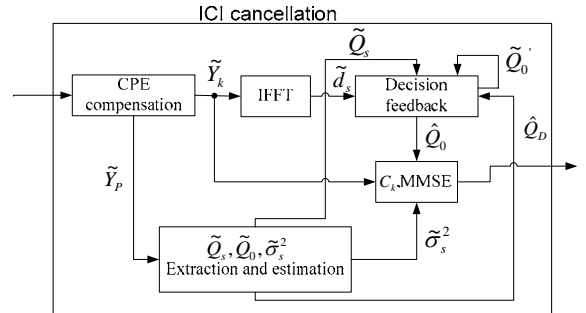 ICI cancellation
CPE
compensation
Ỹ_k
IFFT
d̃_s
Q̃_s
Decision
feedback
Q̃_0'
Q̂_0
Q̂_D
Ỹ_P
C_k,MMSE
Q̃_s, Q̃_0, σ̃_s^2
Extraction and estimation
σ̃_s^2